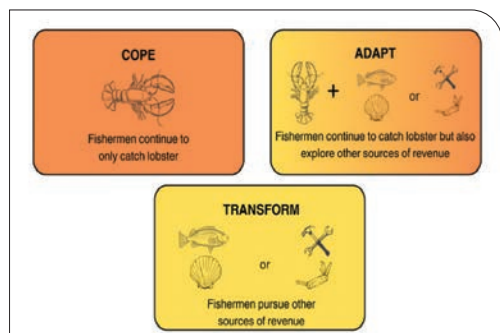 COPE
Fishermen continue to
only catch lobster
ADAPT
+
or
Fishermen continue to catch lobster but also
explore other sources of revenue
TRANSFORM
or
Fishermen pursue other
sources of revenue